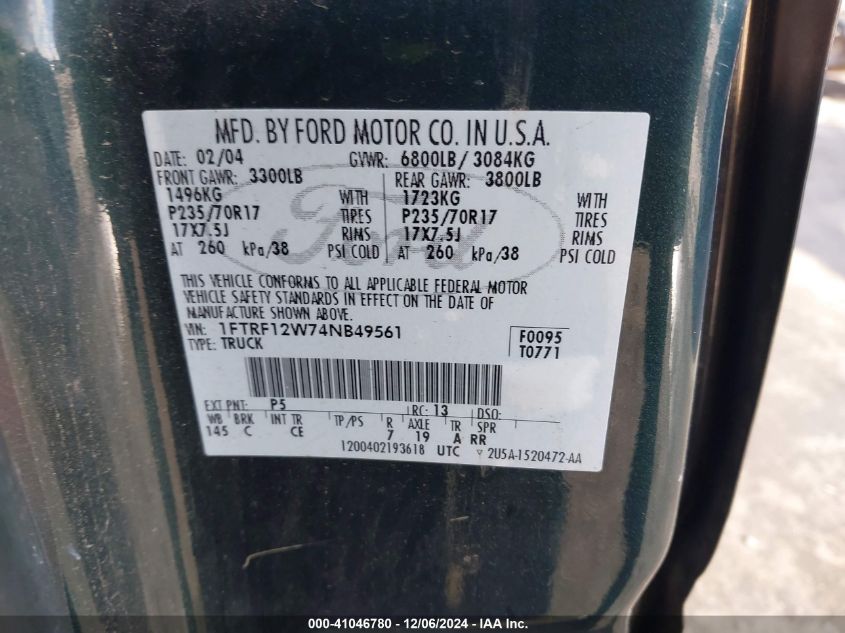 MFD. BY FORD MOTOR CO. IN U.S.A.
DATE: 02/04 GVWR: 6800LB/ 3084KG
FRONT GAWR: 3300LB REAR GAWR: 3800LB
1496KG WITH 1723KG WITH
P235/70R17 TIRES P235/70R17 TIRES
17X7.5J RIMS 17X7.5J RIMS
AT 260 kPa/38 PSI COLD AT 260 kPa/38 PSI COLD
Ford
THIS VEHICLE CONFORMS TO ALL APPLICABLE FEDERAL MOTOR
VEHICLE SAFETY STANDARDS IN EFFECT ON THE DATE OF
MANUFACTURE SHOWN ABOVE.
VIN: 1FTRF12W74NB49561 F0095
TYPE: TRUCK T0771
EXT PNT: P5 RC: 13 DSO:
WB BRK INT TR TP/PS R AXLE TR SPR
145 C CE 7 19 A RR
1200402193618 UTC ▽ 2U5A-1520472-AA
000-41046780 - 12/06/2024 - IAA Inc.